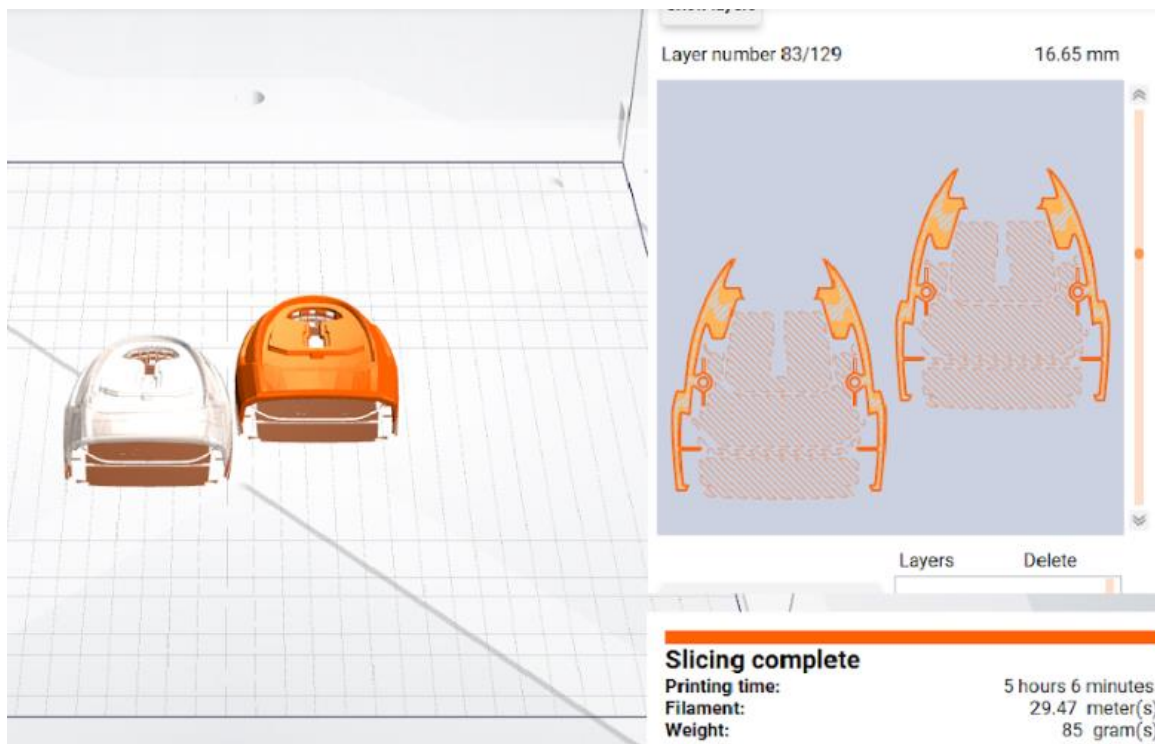 Layer number 83/129 16.65 mm
Layers Delete
Slicing complete
Printing time: 5 hours 6 minutes
Filament: 29.47 meter(s)
Weight: 85 gram(s)